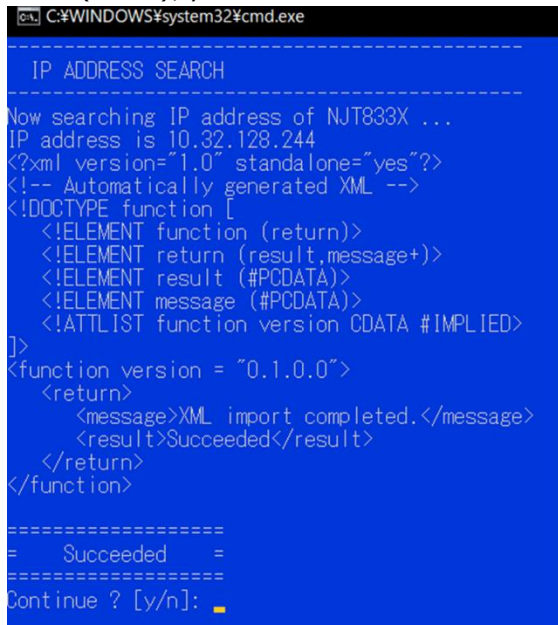 C:¥WINDOWS¥system32¥cmd.exe
------------------------------------------------
IP ADDRESS SEARCH
------------------------------------------------
Now searching IP address of NJT833X ...
IP address is 10.32.128.244
<?xml version="1.0" standalone="yes"?>
<!-- Automatically generated XML -->
<!DOCTYPE function [
   <!ELEMENT function (return)>
   <!ELEMENT return (result,message+)>
   <!ELEMENT result (#PCDATA)>
   <!ELEMENT message (#PCDATA)>
   <!ATTLIST function version CDATA #IMPLIED>
]>
<function version = "0.1.0.0">
   <return>
      <message>XML import completed.</message>
      <result>Succeeded</result>
   </return>
</function>
====================
=    Succeeded    =
====================
Continue ? [y/n]: